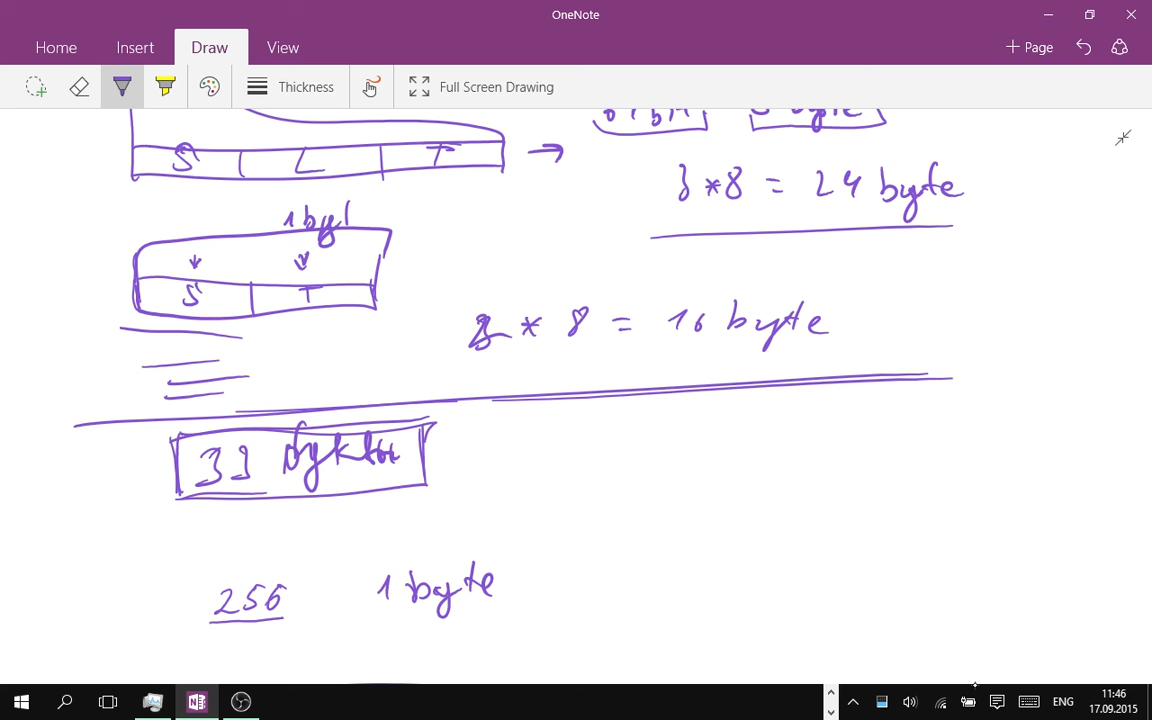 OneNote
Home Insert Draw View + Page
Thickness Full Screen Drawing
byte
S L T →
3 * 8 = 24 byte
1 byt
S T
2 * 8 = 16 byte
33
256 1 byte
ENG
11:46
17.09.2015